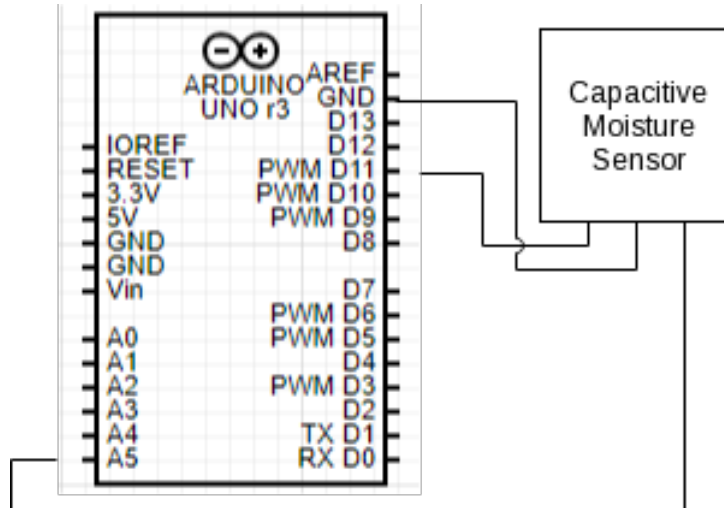 ARDUINO
UNO r3
IOREF
RESET
3.3V
5V
GND
GND
Vin
A0
A1
A2
A3
A4
A5
AREF
GND
D13
D12
PWM D11
PWM D10
PWM D9
D8
D7
PWM D6
PWM D5
D4
PWM D3
D2
TX D1
RX D0
Capacitive
Moisture
Sensor